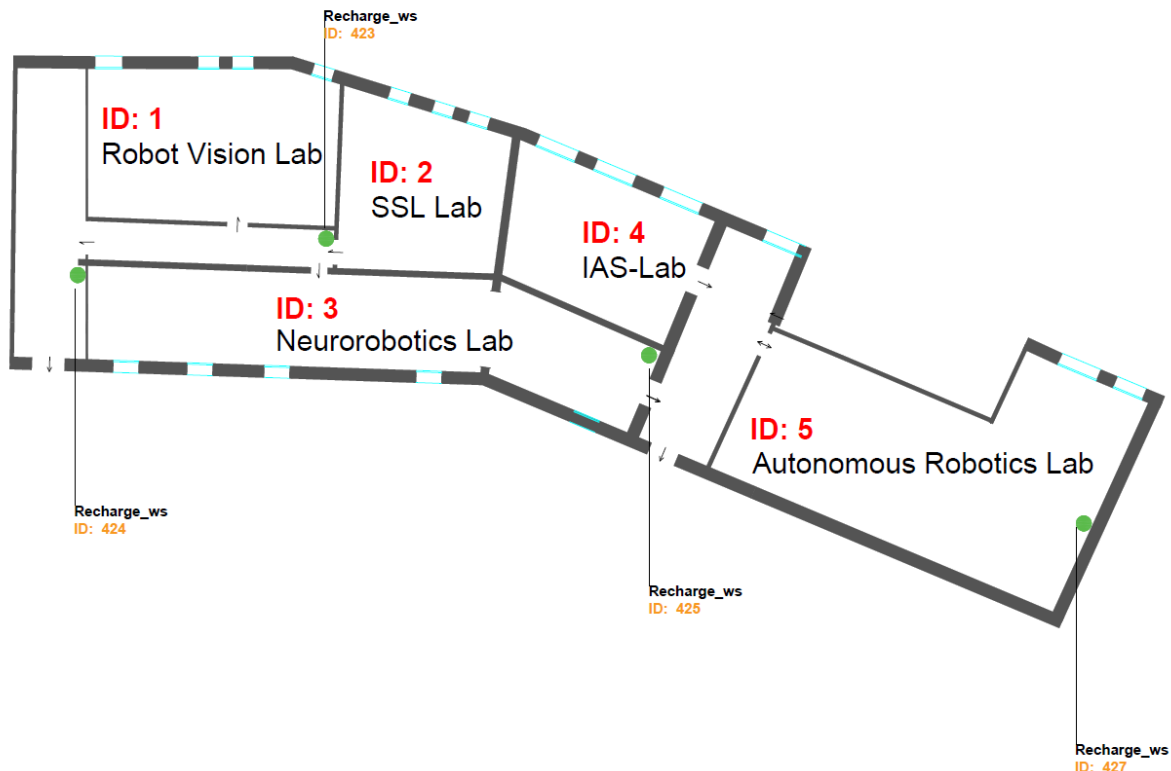 Recharge_ws
ID: 423
ID: 1
Robot Vision Lab
ID: 2
SSL Lab
ID: 4
IAS-Lab
ID: 3
Neurorobotics Lab
ID: 5
Autonomous Robotics Lab
Recharge_ws
ID: 424
Recharge_ws
ID: 425
Recharge_ws
ID: 427